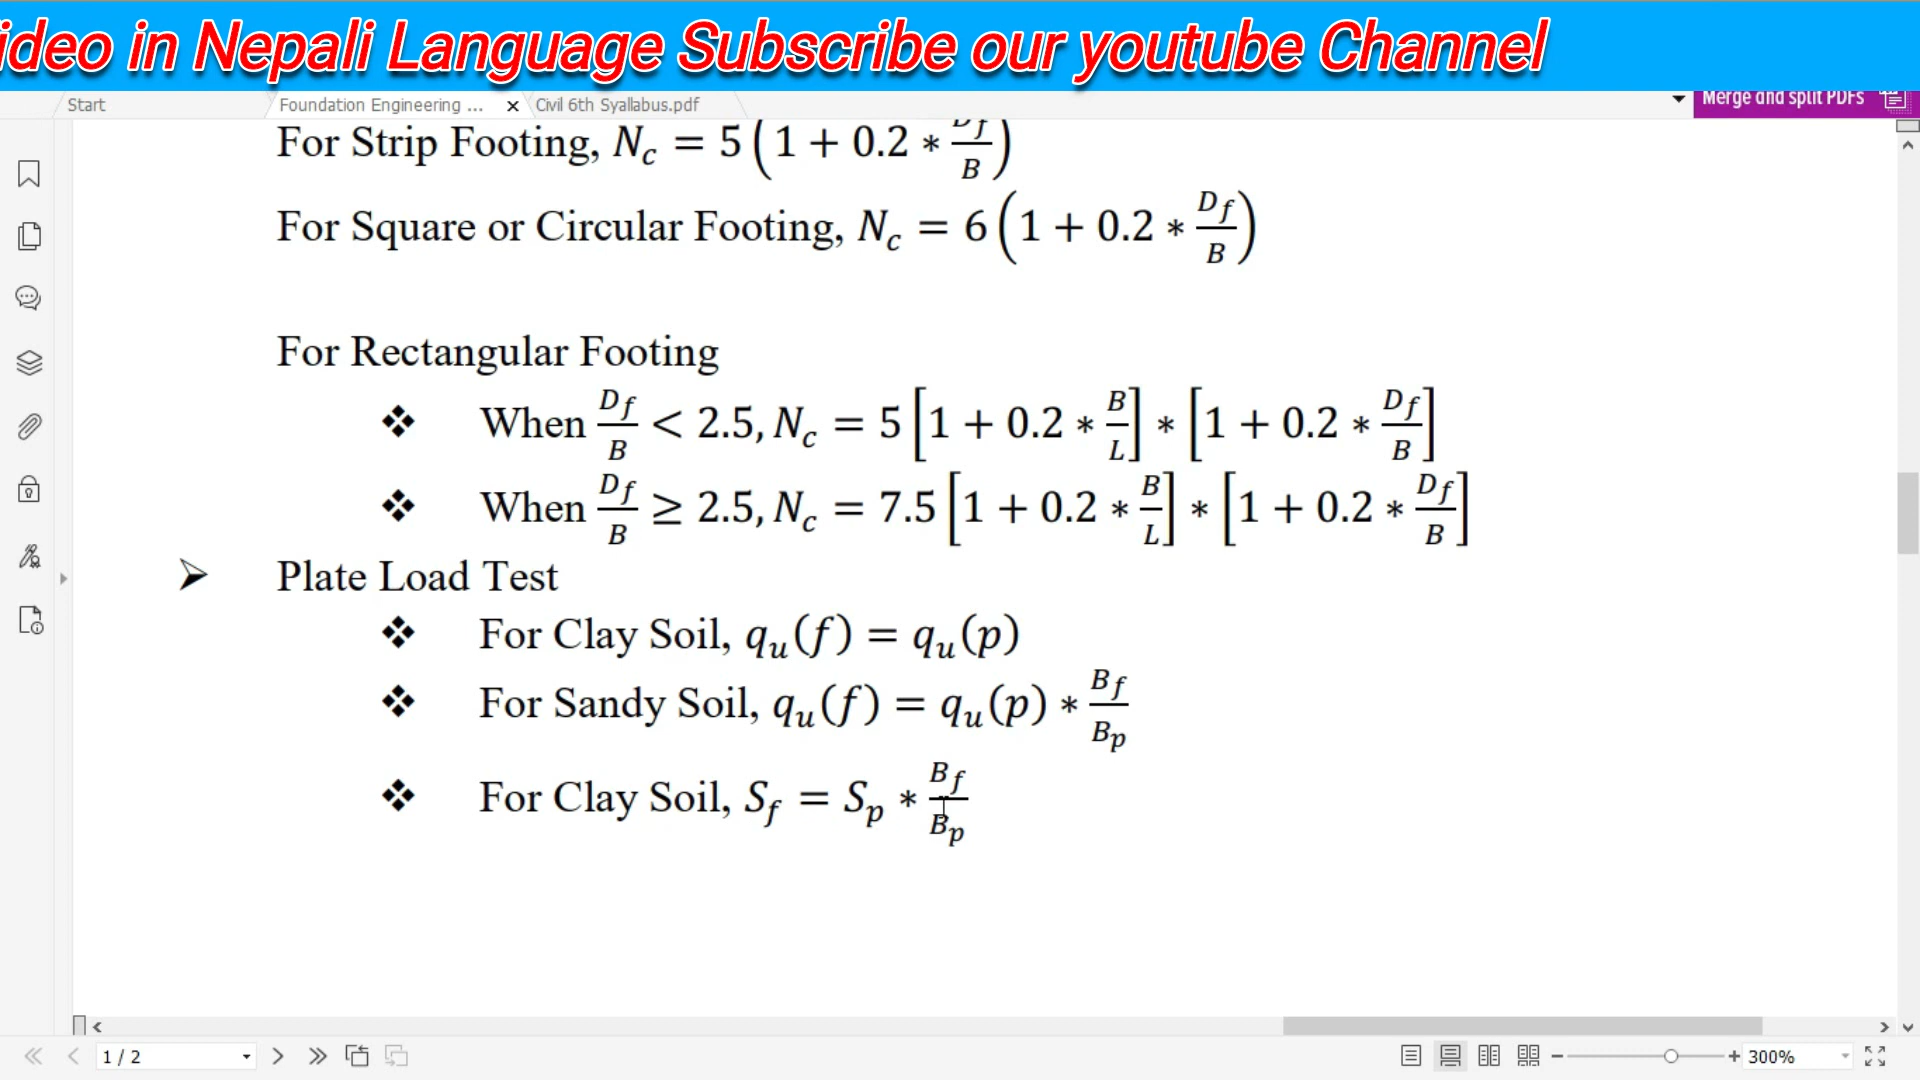 ideo in Nepali Language Subscribe our youtube Channel
Start
Foundation Engineering ...
Civil 6th Syallabus.pdf
Merge and split PDFs
For Strip Footing, N_c = 5(1 + 0.2 * D_f/B)
For Square or Circular Footing, N_c = 6(1 + 0.2 * D_f/B)
For Rectangular Footing
❖ When D_f/B < 2.5, N_c = 5[1 + 0.2 * B/L] * [1 + 0.2 * D_f/B]
❖ When D_f/B ≥ 2.5, N_c = 7.5[1 + 0.2 * B/L] * [1 + 0.2 * D_f/B]
➢ Plate Load Test
❖ For Clay Soil, q_u(f) = q_u(p)
❖ For Sandy Soil, q_u(f) = q_u(p) * B_f/B_p
❖ For Clay Soil, S_f = S_p * B_f/B_p
1 / 2
300%